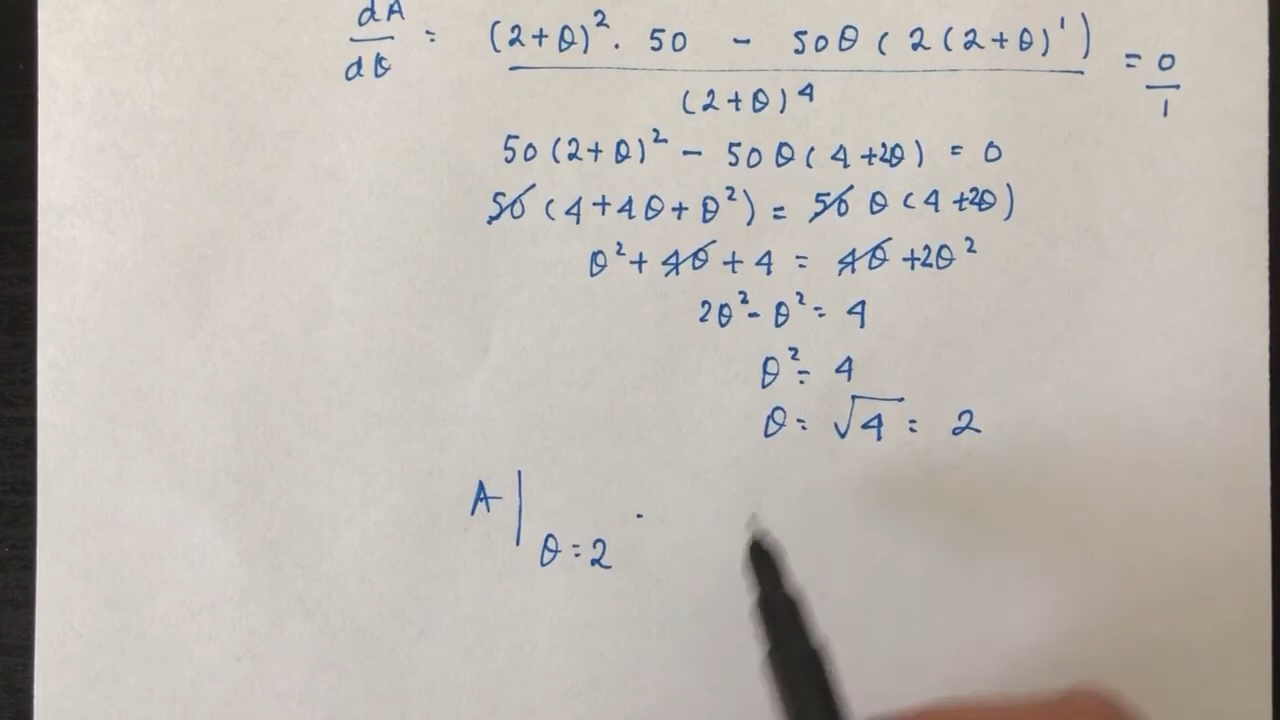 dA/dθ = ((2+θ)². 50 - 50θ(2(2+θ)¹))/(2+θ)⁴ = 0/1
50(2+θ)² - 50θ(4+2θ) = 0
50(4+4θ+θ²) = 50θ(4+2θ)
θ²+4θ+4 = 4θ+2θ²
2θ²-θ² = 4
θ² = 4
θ = √4 = 2
A|θ=2